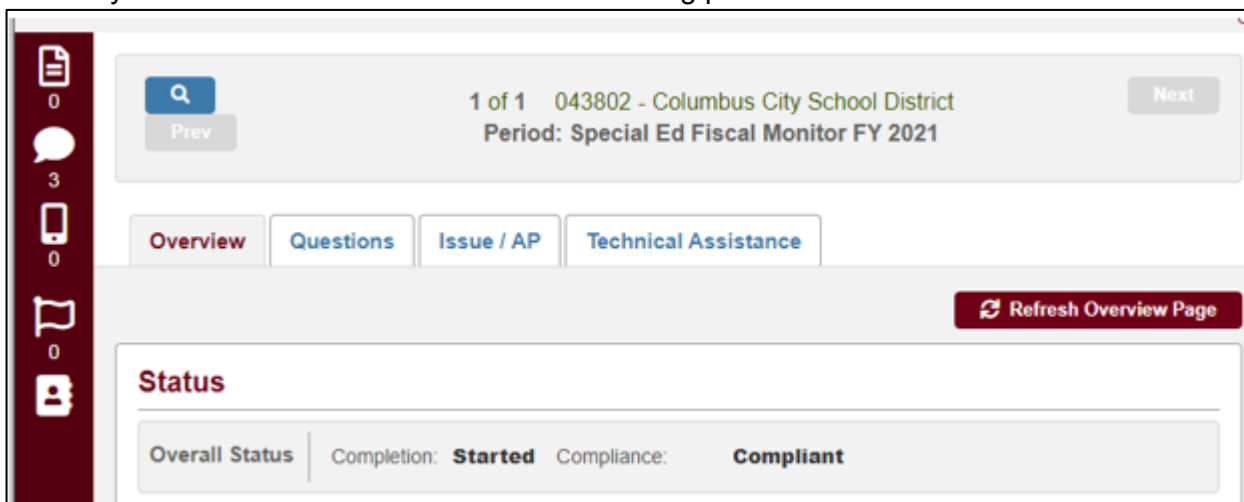 0
3
0
0
1 of 1 043802 - Columbus City School District
Prev
Next
Period: Special Ed Fiscal Monitor FY 2021
Overview Questions Issue / AP Technical Assistance
Refresh Overview Page
Status
Overall Status Completion: Started Compliance: Compliant